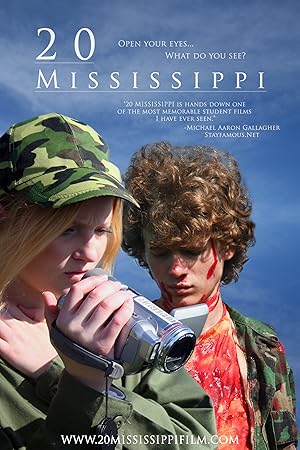 20
MISSISSIPPI
OPEN YOUR EYES...
WHAT DO YOU SEE?
"20 MISSISSIPPI IS HANDS DOWN ONE
OF THE MOST MEMORABLE STUDENT FILMS
I HAVE EVER SEEN."
-MICHAEL AARON GALLAGHER
STAYFAMOUS.NET
WWW.20MISSISSIPPIFILM.COM